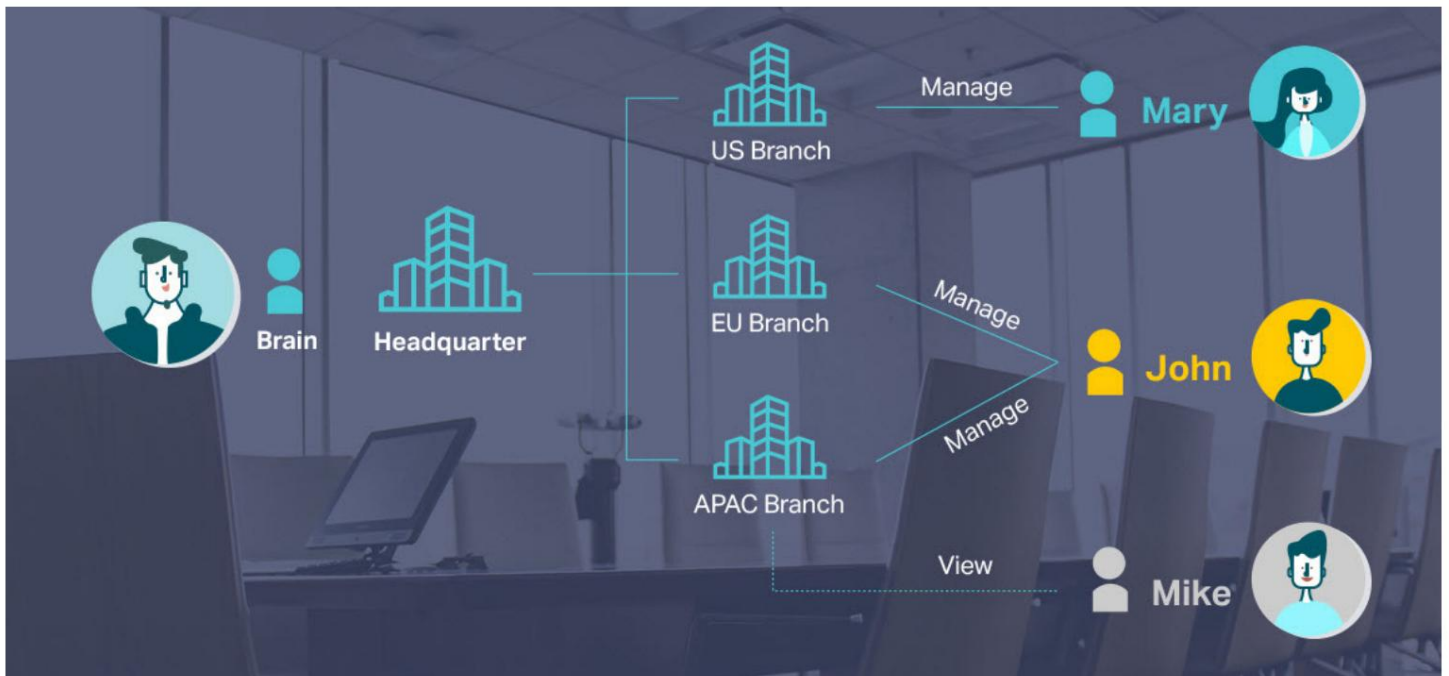 US Branch
Manage
Mary
Brain
Headquarter
EU Branch
Manage
John
Manage
APAC Branch
View
Mike